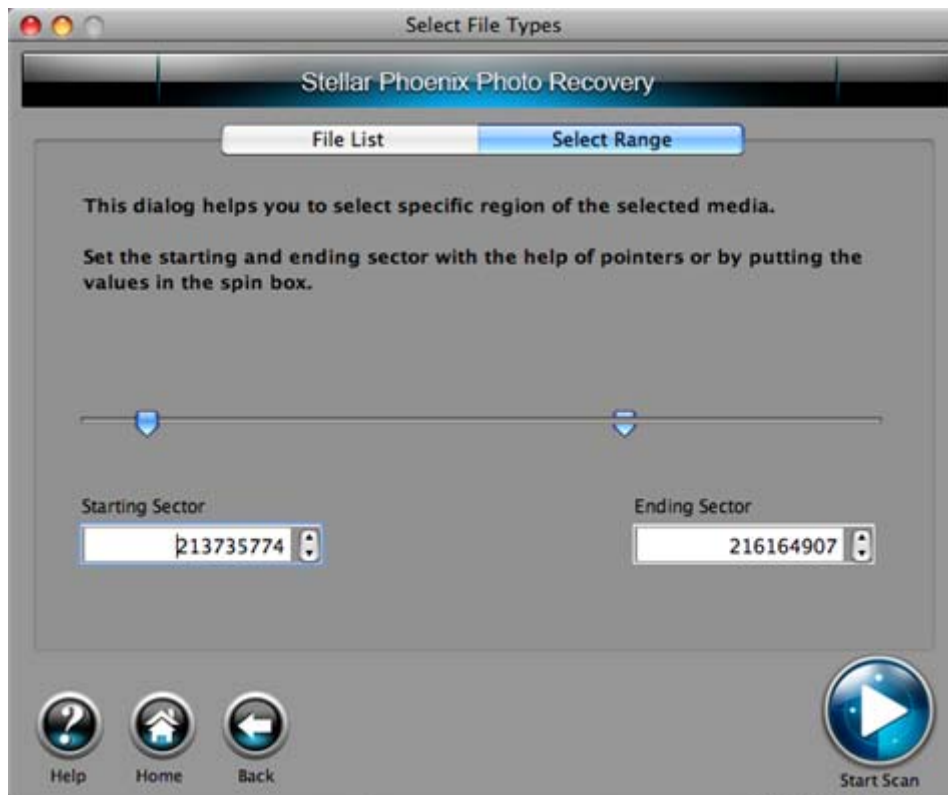 Select File Types
Stellar Phoenix Photo Recovery
File List
Select Range
This dialog helps you to select specific region of the selected media.
Set the starting and ending sector with the help of pointers or by putting the
values in the spin box.
Starting Sector
Ending Sector
213735774
216164907
?
Help
Home
Back
Start Scan